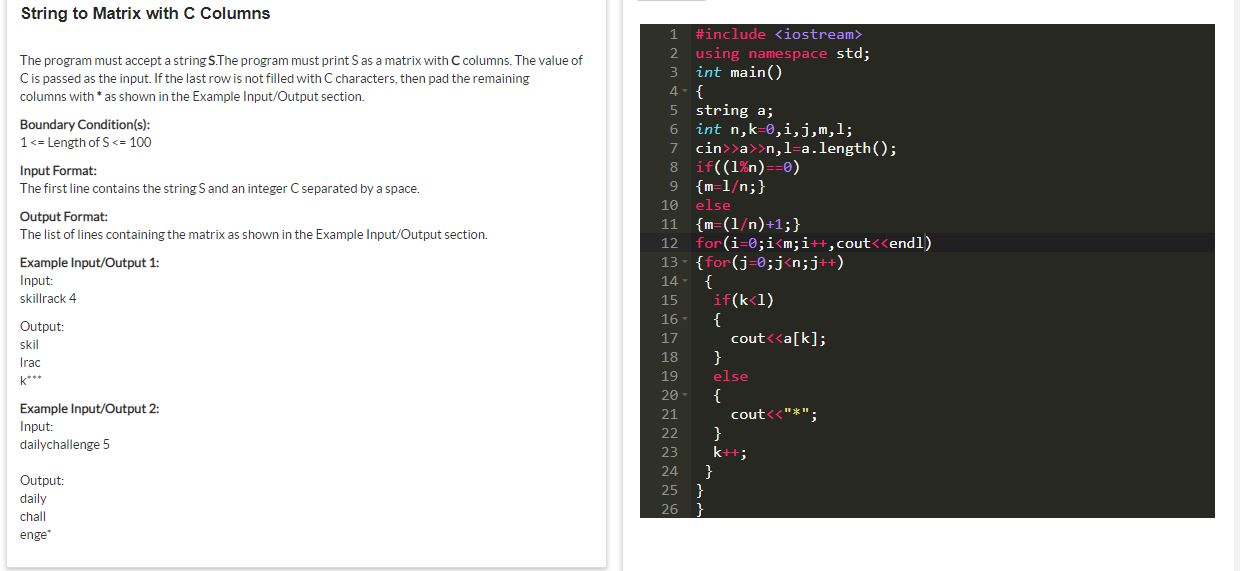 String to Matrix with C Columns
The program must accept a string S.The program must print S as a matrix with C columns. The value of
C is passed as the input. If the last row is not filled with C characters, then pad the remaining
columns with * as shown in the Example Input/Output section.
Boundary Condition(s):
1 <= Length of S <= 100
Input Format:
The first line contains the string S and an integer C separated by a space.
Output Format:
The list of lines containing the matrix as shown in the Example Input/Output section.
Example Input/Output 1:
Input:
skillrack 4
Output:
skil
lrac
k***
Example Input/Output 2:
Input:
dailychallenge 5
Output:
daily
chall
enge*
1 #include <iostream>
2 using namespace std;
3 int main()
4 {
5 string a;
6 int n,k=0,i,j,m,l;
7 cin>>a>>n,l=a.length();
8 if((l%n)==0)
9 {m=l/n;}
10 else
11 {m=(l/n)+1;}
12 for(i=0;i<m;i++,cout<<endl)
13 {for(j=0;j<n;j++)
14 {
15 if(k<l)
16 {
17 cout<<a[k];
18 }
19 else
20 {
21 cout<<"*";
22 }
23 k++;
24 }
25 }
26 }